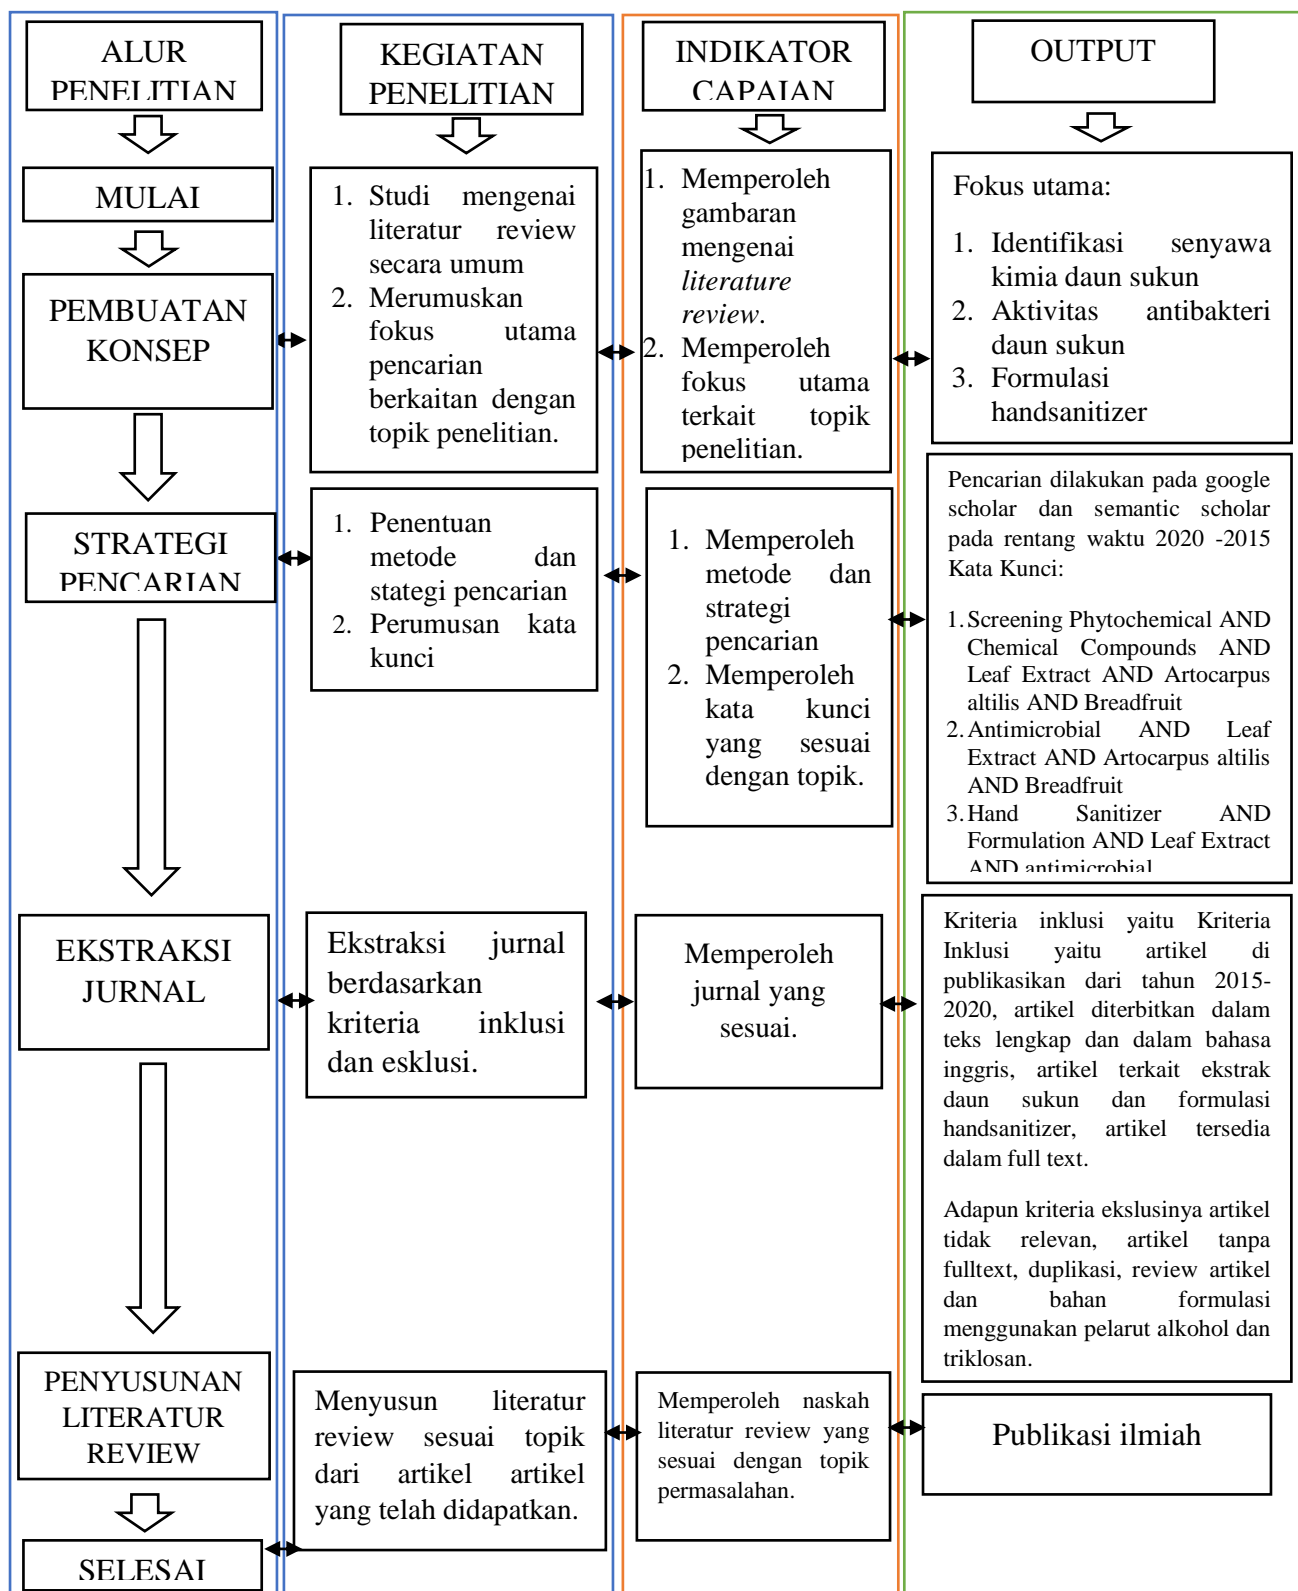 ALUR
PENELITIAN
KEGIATAN
PENELITIAN
INDIKATOR
CAPAIAN
OUTPUT
MULAI
PEMBUATAN
KONSEP
1. Studi mengenai
literatur review
secara umum
2. Merumuskan
fokus utama
pencarian
berkaitan dengan
topik penelitian.
1. Memperoleh
gambaran
mengenai
literature
review.
2. Memperoleh
fokus utama
terkait topik
penelitian.
Fokus utama:
1. Identifikasi senyawa
kimia daun sukun
2. Aktivitas antibakteri
daun sukun
3. Formulasi
handsanitizer
STRATEGI
PENCARIAN
1. Penentuan
metode dan
stategi pencarian
2. Perumusan kata
kunci
1. Memperoleh
metode dan
strategi
pencarian
2. Memperoleh
kata kunci
yang sesuai
dengan topik.
Pencarian dilakukan pada google
scholar dan semantic scholar
pada rentang waktu 2020 -2015
Kata Kunci:
1. Screening Phytochemical AND
Chemical Compounds AND
Leaf Extract AND Artocarpus
altilis AND Breadfruit
2. Antimicrobial AND Leaf
Extract AND Artocarpus altilis
AND Breadfruit
3. Hand Sanitizer AND
Formulation AND Leaf Extract
AND antimicrobial
EKSTRAKSI
JURNAL
Ekstraksi jurnal
berdasarkan
kriteria inklusi
dan esklusi.
Memperoleh
jurnal yang
sesuai.
Kriteria inklusi yaitu Kriteria
Inklusi yaitu artikel di
publikasikan dari tahun 2015-
2020, artikel diterbitkan dalam
teks lengkap dan dalam bahasa
inggris, artikel terkait ekstrak
daun sukun dan formulasi
handsanitizer, artikel tersedia
dalam full text.
Adapun kriteria ekslusinya artikel
tidak relevan, artikel tanpa
fulltext, duplikasi, review artikel
dan bahan formulasi
menggunakan pelarut alkohol dan
triklosan.
PENYUSUNAN
LITERATUR
REVIEW
Menyusun literatur
review sesuai topik
dari artikel artikel
yang telah didapatkan.
Memperoleh naskah
literatur review yang
sesuai dengan topik
permasalahan.
Publikasi ilmiah
SELESAI